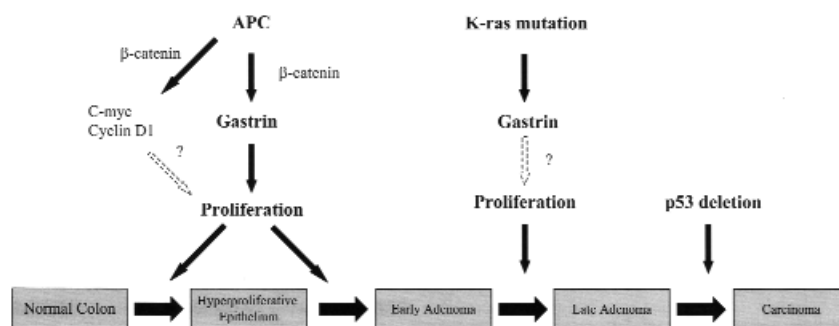 APC
K-ras mutation
β-catenin
β-catenin
C-myc
Cyclin D1
Gastrin
Gastrin
?
?
Proliferation
Proliferation
p53 deletion
Normal Colon
Hyperproliferative
Epithelium
Early Adenoma
Late Adenoma
Carcinoma